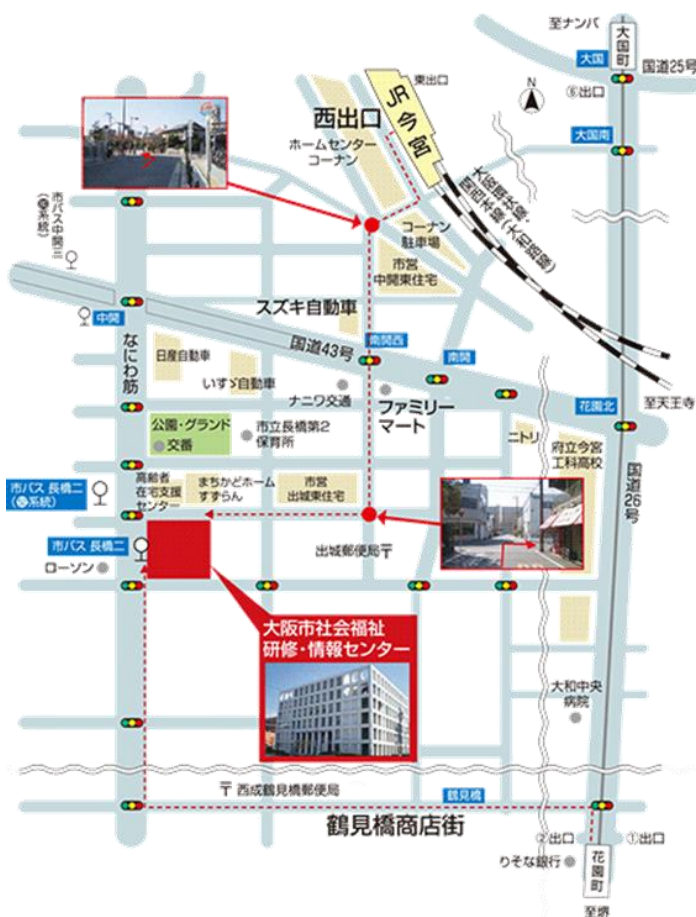 至ナンバ
大国町
大国
国道25号
⑥出口
N
東出口
JR今宮
西出口
ホームセンター
コーナン
大国南
大阪環状線
関西本線(大和路線)
市バス中開三
コーナン
駐車場
市営
中開東住宅
スズキ自動車
中開
なにわ筋
国道43号
南開西
南開
日産自動車
いすゞ自動車
ナニワ交通
ファミリー
マート
至天王寺
花園北
公園・グランド
交番
市立長橋第2
保育所
ニトリ
府立今宮
工科高校
国道26号
市バス 長橋二
高齢者
在宅支援
センター
まちかどホーム
すずらん
市営
出城東住宅
市バス 長橋二
ローソン
出城郵便局〒
大阪市社会福祉
研修・情報センター
大和中央
病院
〒西成鶴見橋郵便局
鶴見橋
鶴見橋商店街
②出口
①出口
りそな銀行
花園町
至堺